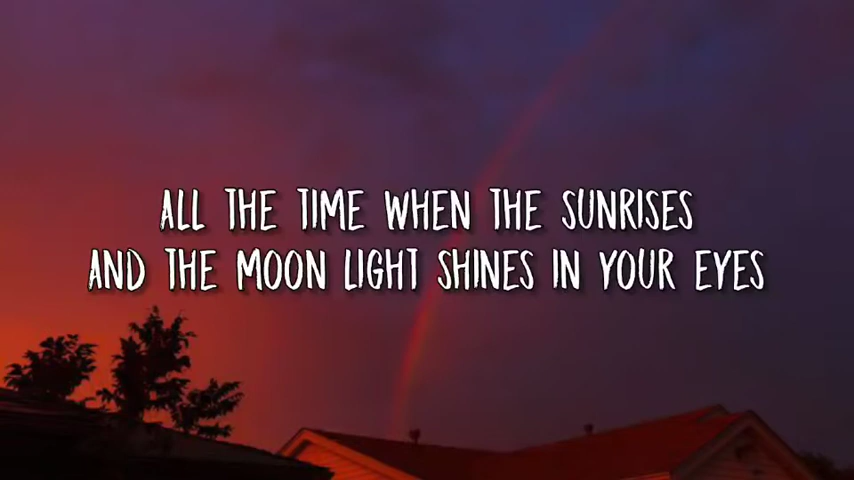 ALL THE TIME WHEN THE SUNRISES
AND THE MOON LIGHT SHINES IN YOUR EYES